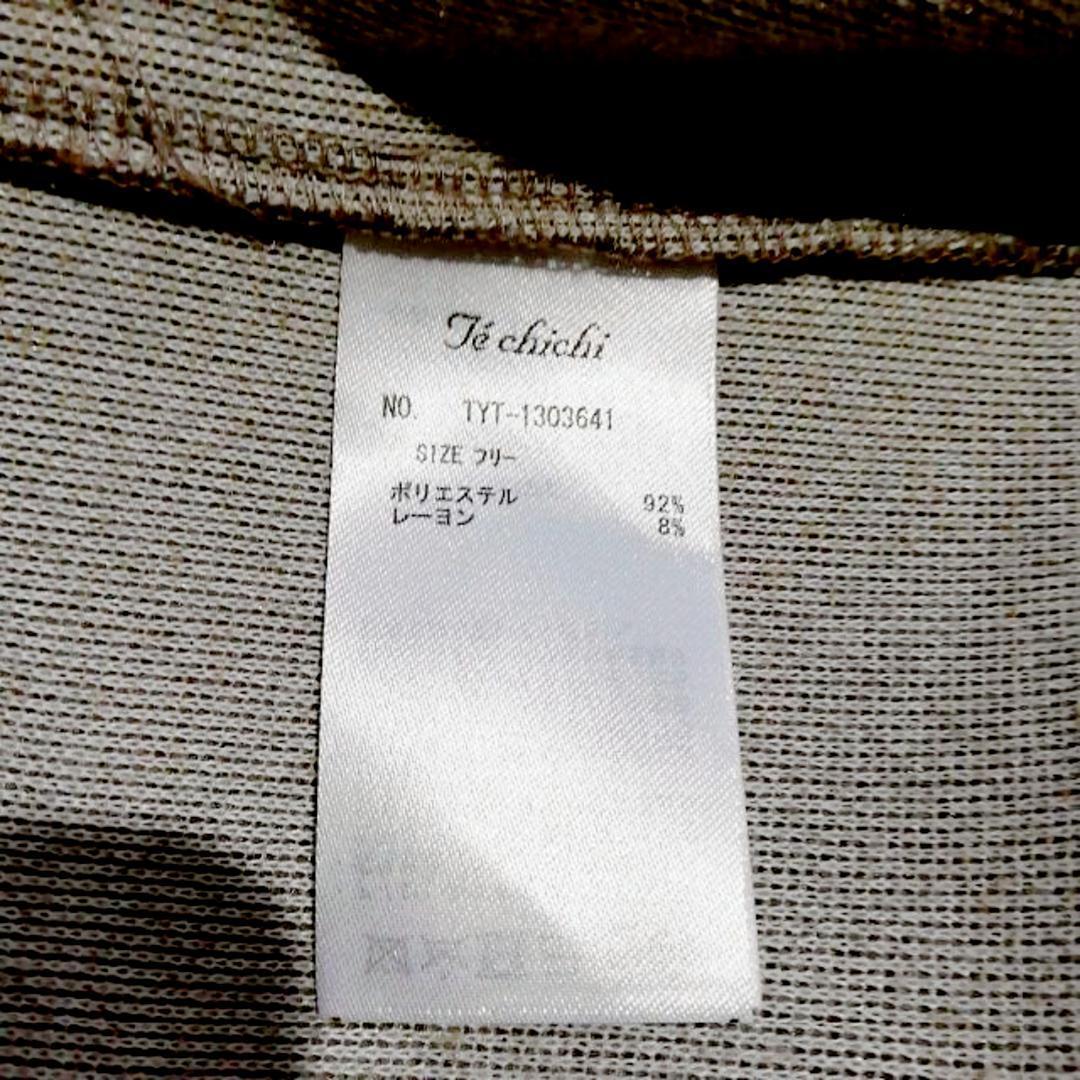 Té chichi
NO. TYT-1303641
SIZE フリー
ポリエステル 92%
レーヨン 8%